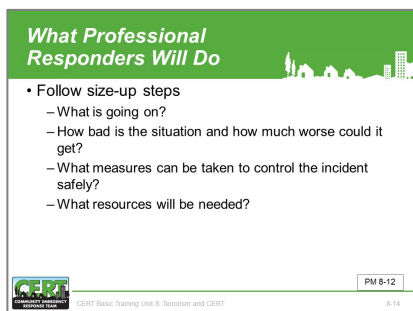 What Professional
Responders Will Do
• Follow size-up steps
– What is going on?
– How bad is the situation and how much worse could it
get?
– What measures can be taken to control the incident
safely?
– What resources will be needed?
PM 8-12
CERT
COMMUNITY EMERGENCY
RESPONSE TEAM
CERT Basic Training Unit 8: Terrorism and CERT
8-14